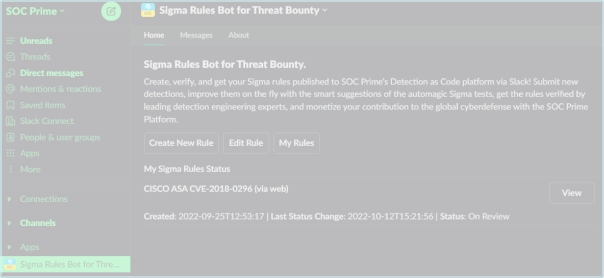 SOC Prime
Sigma Rules Bot for Threat Bounty
Home Messages About
Unreads
Threads
Direct messages
Mentions & reactions
Saved items
Slack Connect
People & user groups
Apps
More
Connections
Channels
Apps
Sigma Rules Bot for Thre...
Sigma Rules Bot for Threat Bounty.
Create, verify, and get your Sigma rules published to SOC Prime's Detection as Code platform via Slack! Submit new
detections, improve them on the fly with the smart suggestions of the automagic Sigma tests, get the rules verified by
leading detection engineering experts, and monetize your contribution to the global cyberdefense with the SOC Prime
Platform.
Create New Rule Edit Rule My Rules
My Sigma Rules Status
CISCO ASA CVE-2018-0296 (via web)
View
Created: 2022-09-25T12:53:17 | Last Status Change: 2022-10-12T15:21:56 | Status: On Review